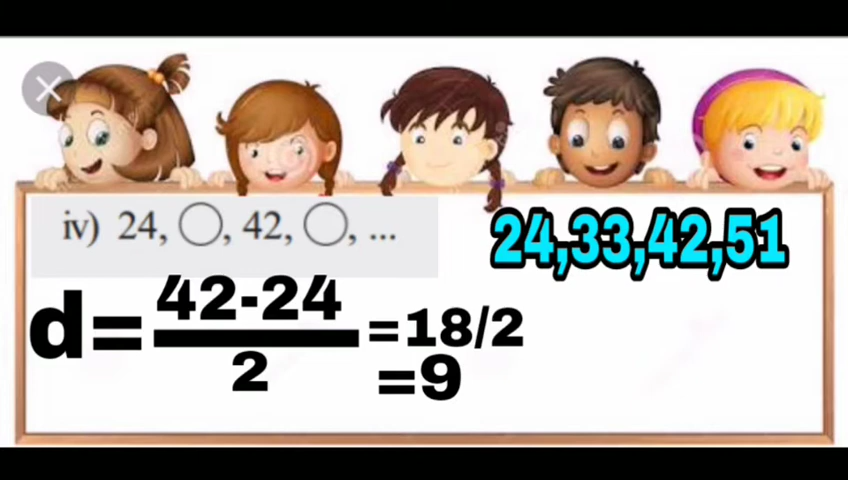 iv) 24, ◯, 42, ◯, ...
24,33,42,51
d= 42-24
2
=18/2
=9